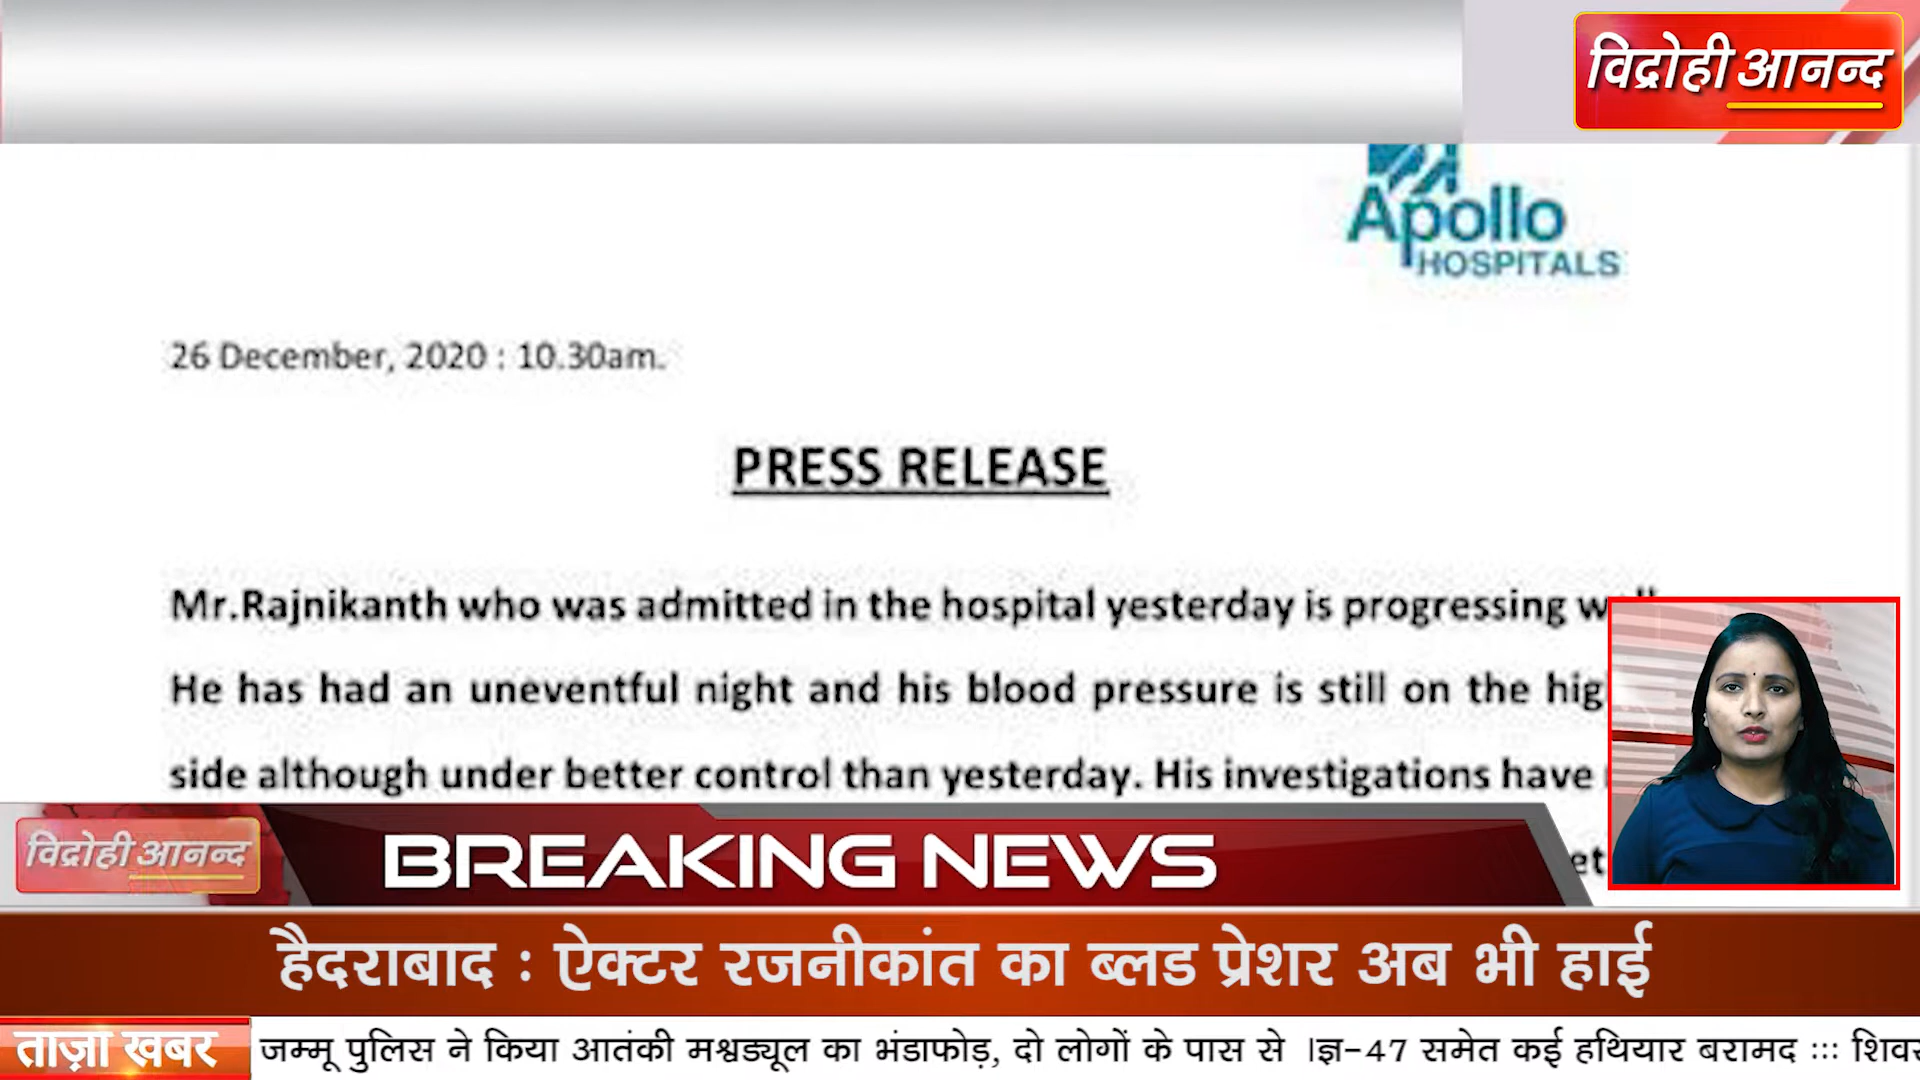 विद्रोही आनन्द
Apollo
HOSPITALS
26 December, 2020 : 10.30am.
PRESS RELEASE
Mr.Rajnikanth who was admitted in the hospital yesterday is progressing
He has had an uneventful night and his blood pressure is still on the
side although under better control than yesterday. His investigations have
विद्रोही आनन्द
BREAKING NEWS
हैदराबाद : ऐक्टर रजनीकांत का ब्लड प्रेशर अब भी हाई
ताज़ा खबर
जम्मू पुलिस ने किया आतंकी मश्वड्यूल का भंडाफोड़, दो लोगों के पास से ।ज्ञ-47 समेत कई हथियार बरामद :::